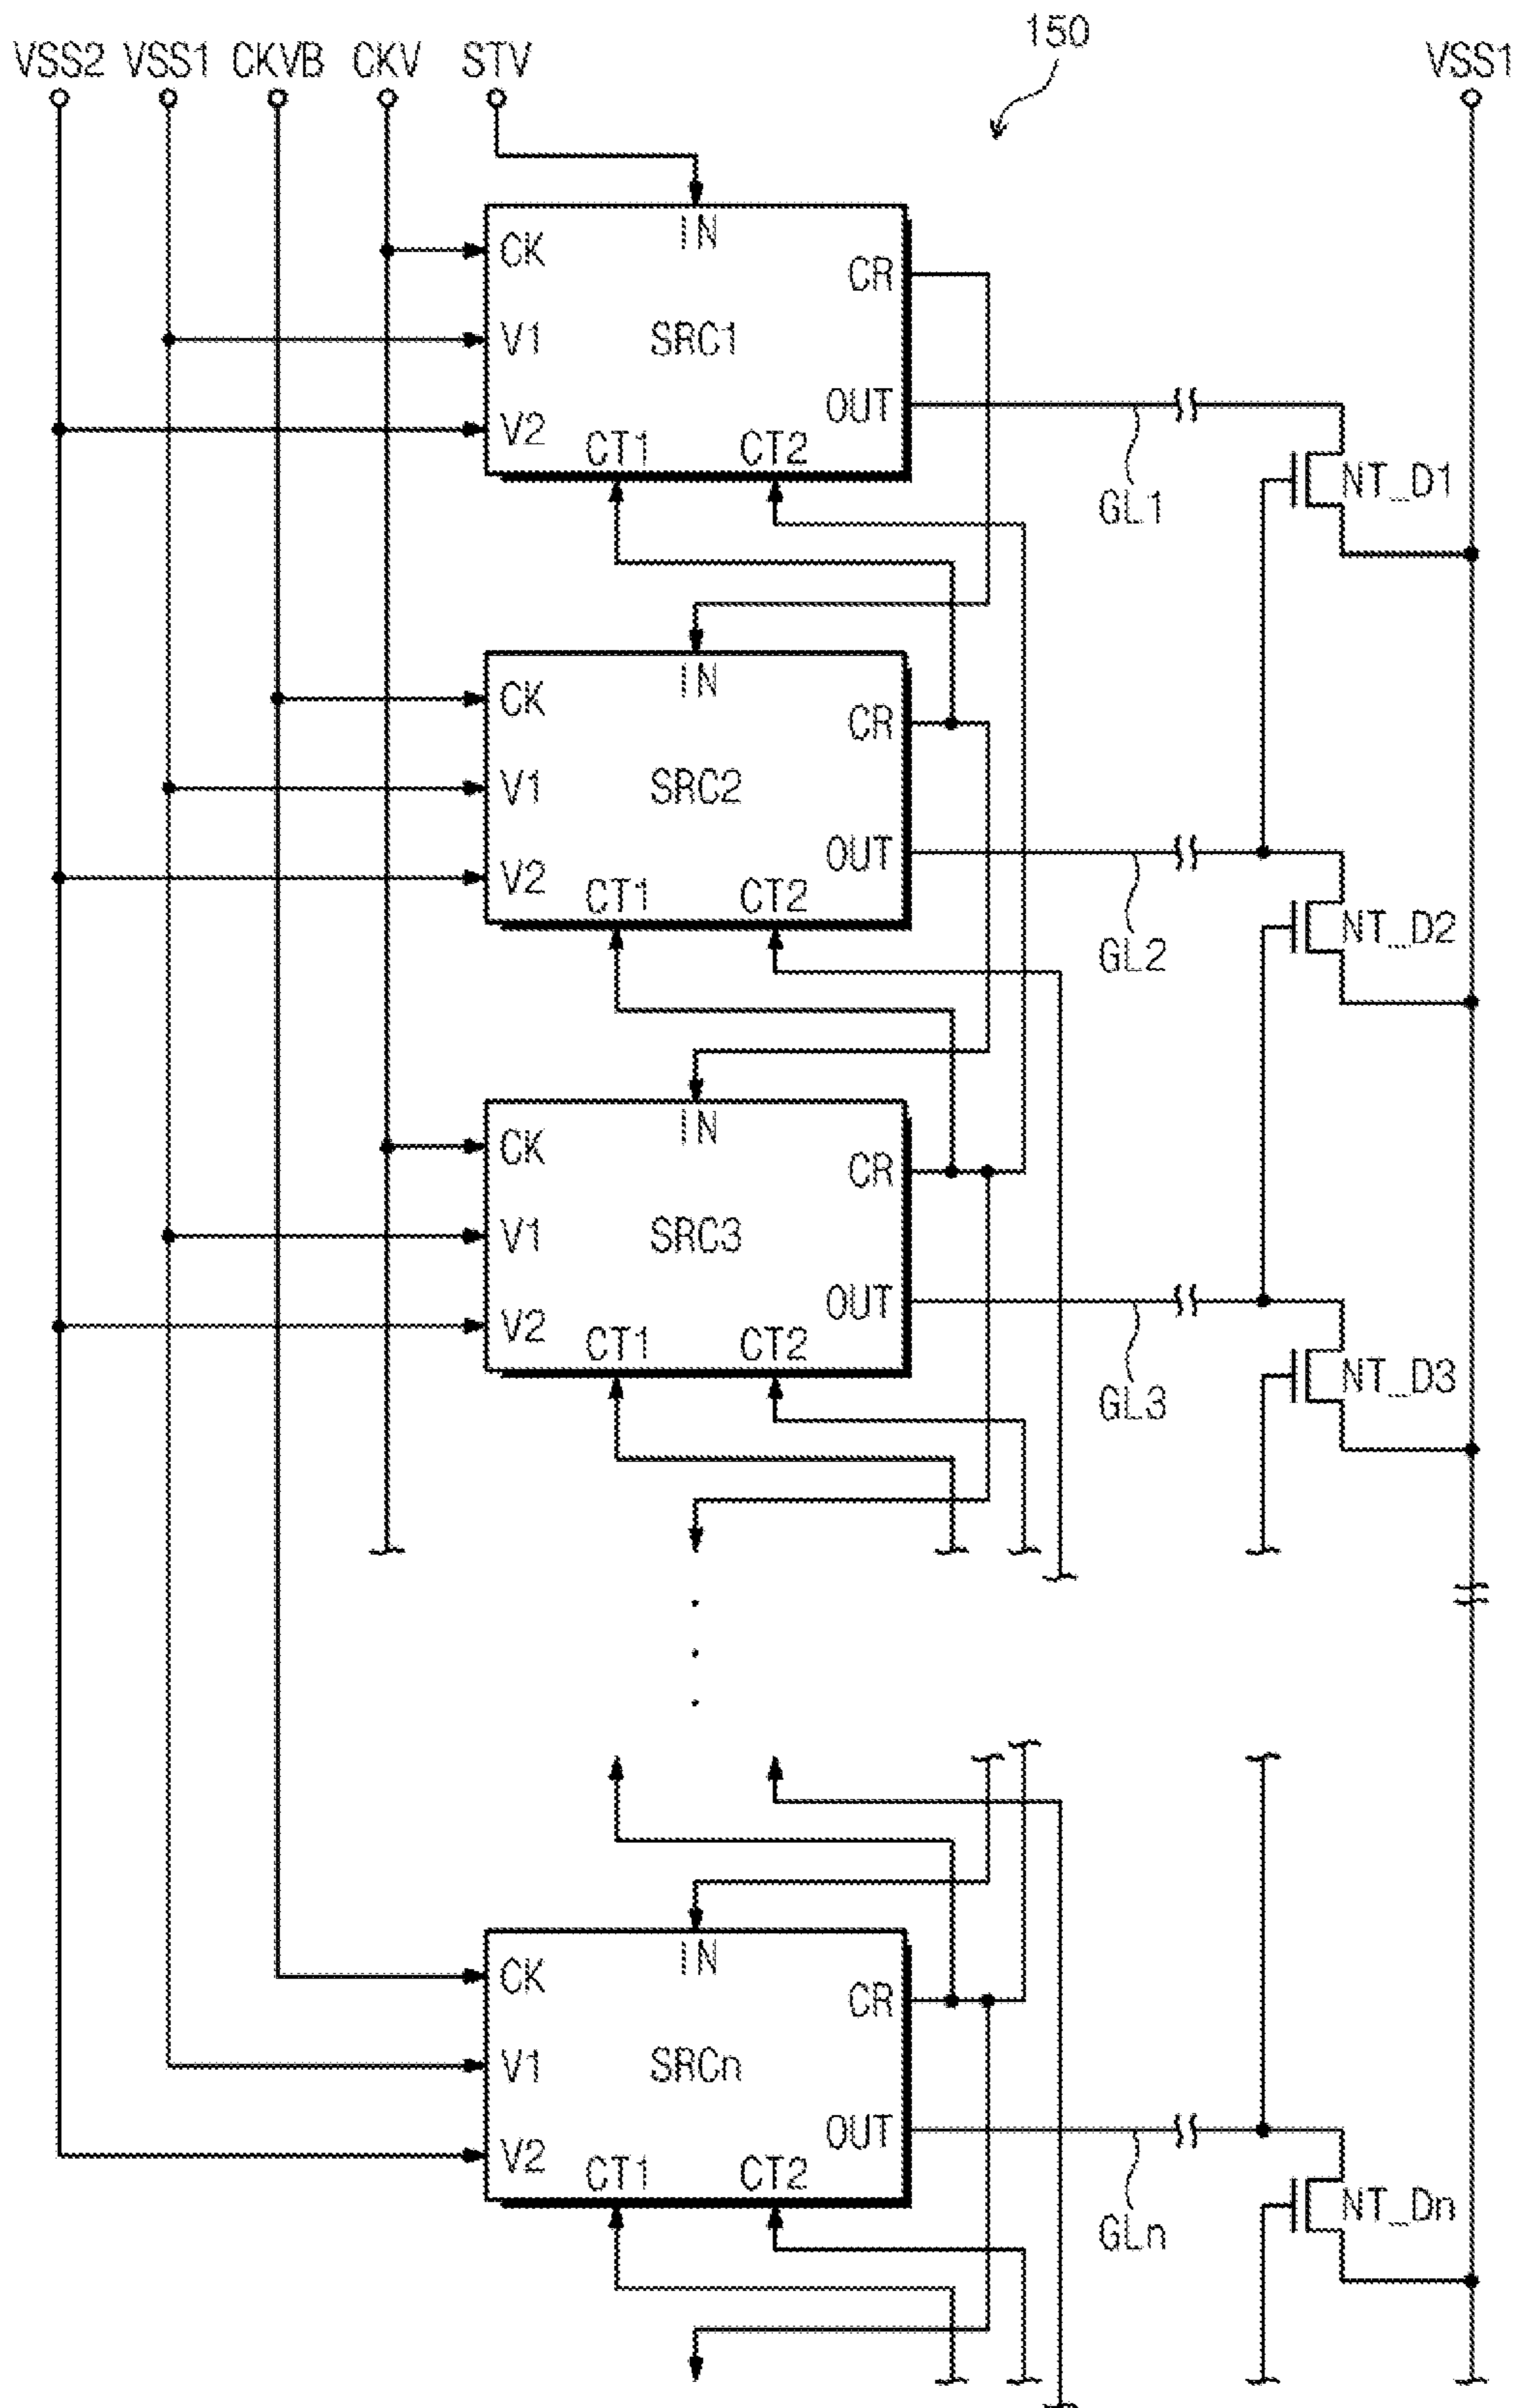 150
VSS2 VSS1 CKVB CKV STV VSS1
IN
CK
CR
V1
SRC1
OUT
V2
CT1 CT2
GL1
NT_D1
IN
CK
CR
V1
SRC2
OUT
V2
CT1 CT2
GL2
NT_D2
IN
CK
CR
V1
SRC3
OUT
V2
CT1 CT2
GL3
NT_D3
IN
CK
CR
V1
SRCn
OUT
V2
CT1 CT2
GLn
NT_Dn